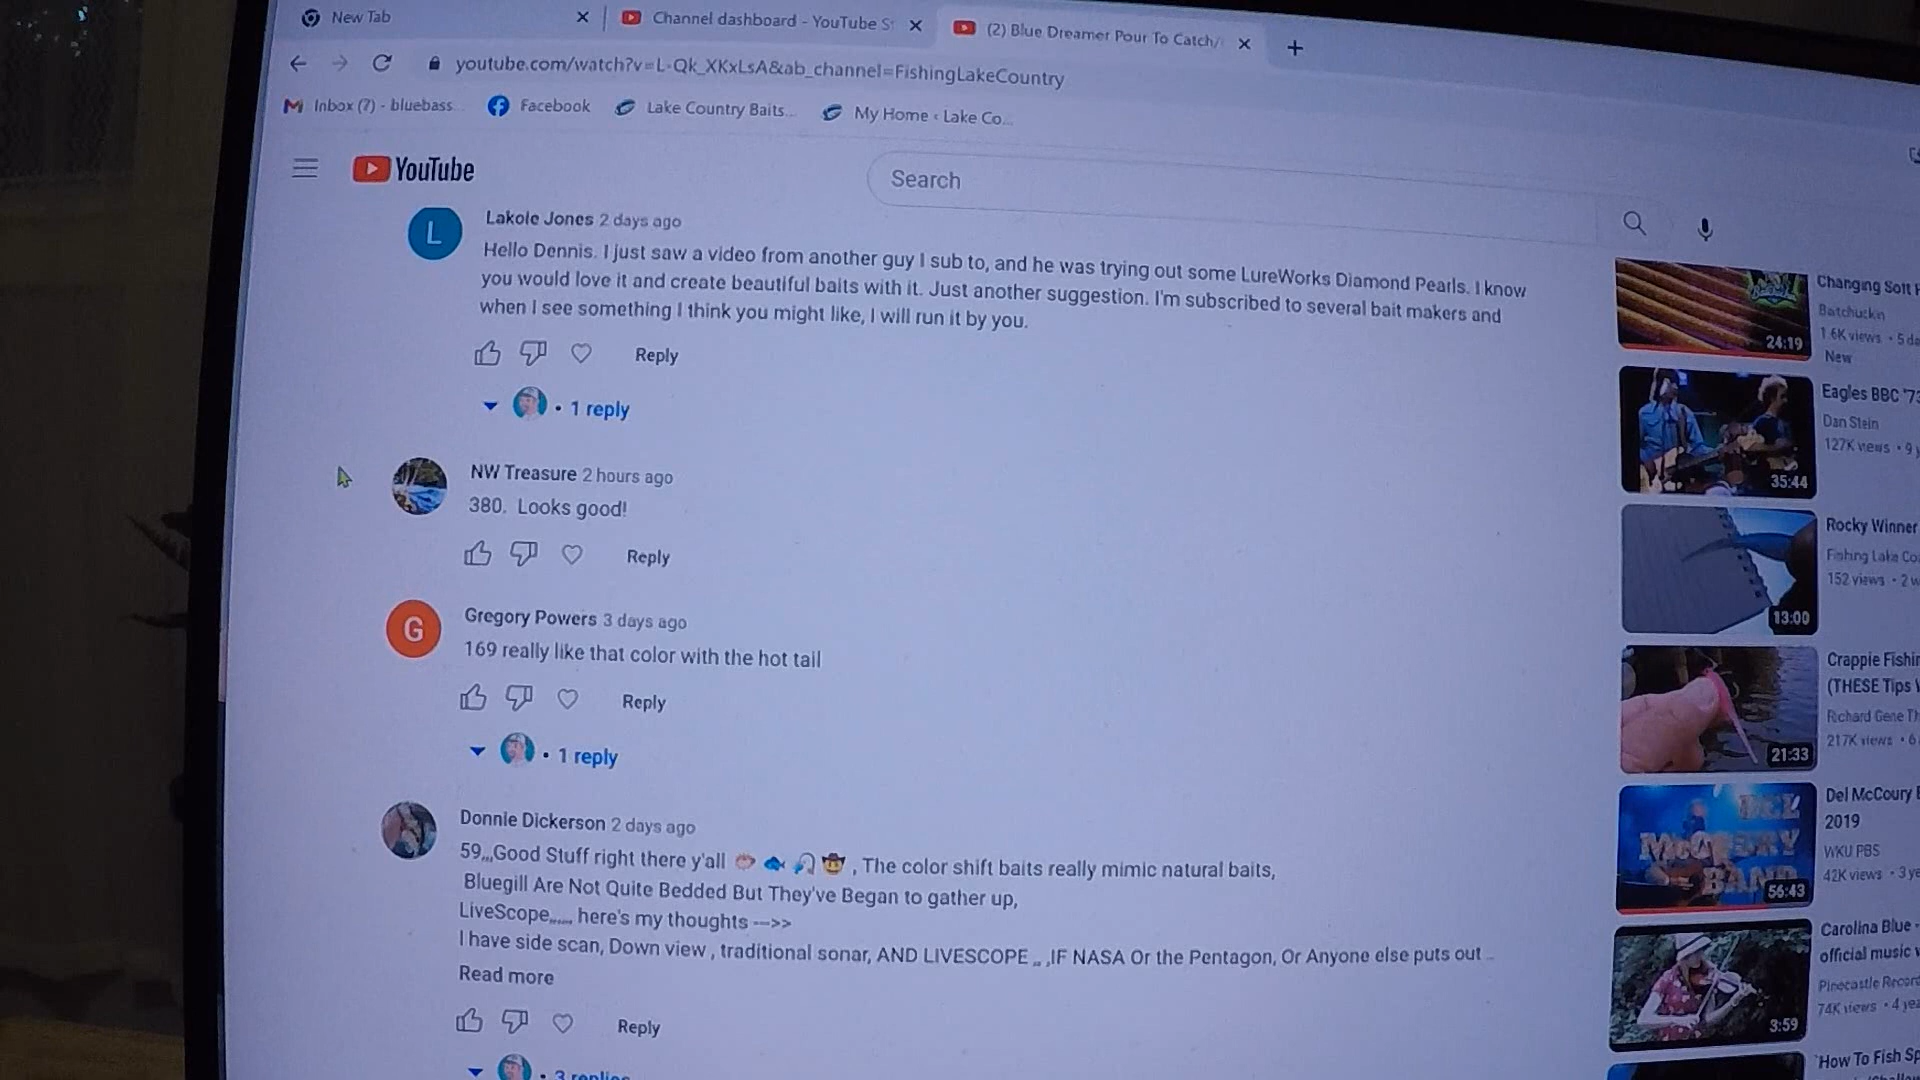 New Tab
Channel dashboard - YouTube St
(2) Blue Dreamer Pour To Catch/
youtube.com/watch?v=L-Qk_XKxLsA&ab_channel=FishingLakeCountry
Inbox (7) - bluebass...
Facebook
Lake Country Baits...
My Home ‹ Lake Co...
YouTube
Search
Lakole Jones 2 days ago
Hello Dennis. I just saw a video from another guy I sub to, and he was trying out some LureWorks Diamond Pearls. I know
you would love it and create beautiful baits with it. Just another suggestion. I'm subscribed to several bait makers and
when I see something I think you might like, I will run it by you.
Reply
1 reply
NW Treasure 2 hours ago
380. Looks good!
Reply
Gregory Powers 3 days ago
169 really like that color with the hot tail
Reply
1 reply
Donnie Dickerson 2 days ago
59,,,Good Stuff right there y'all , The color shift baits really mimic natural baits,
Bluegill Are Not Quite Bedded But They've Began to gather up,
LiveScope,,,,,, here's my thoughts --->>
I have side scan, Down view , traditional sonar, AND LIVESCOPE ,, ,IF NASA Or the Pentagon, Or Anyone else puts out ...
Read more
Reply
3 replies
Changing Soft
Batchuckin
1.6K views • 5 da
New
24:19
Eagles BBC '73
Dan Stein
127K views • 9 y
35:44
Rocky Winner
Fishing Lake Co
152 views • 2 w
13:00
Crappie Fishin
(THESE Tips
Richard Gene Th
217K views • 6
21:33
Del McCoury
2019
WKU PBS
42K views • 3 ye
DEL
McCOURY
BAND
56:43
Carolina Blue -
official music v
Pinecastle Record
74K views • 4 yea
3:59
How To Fish Sp